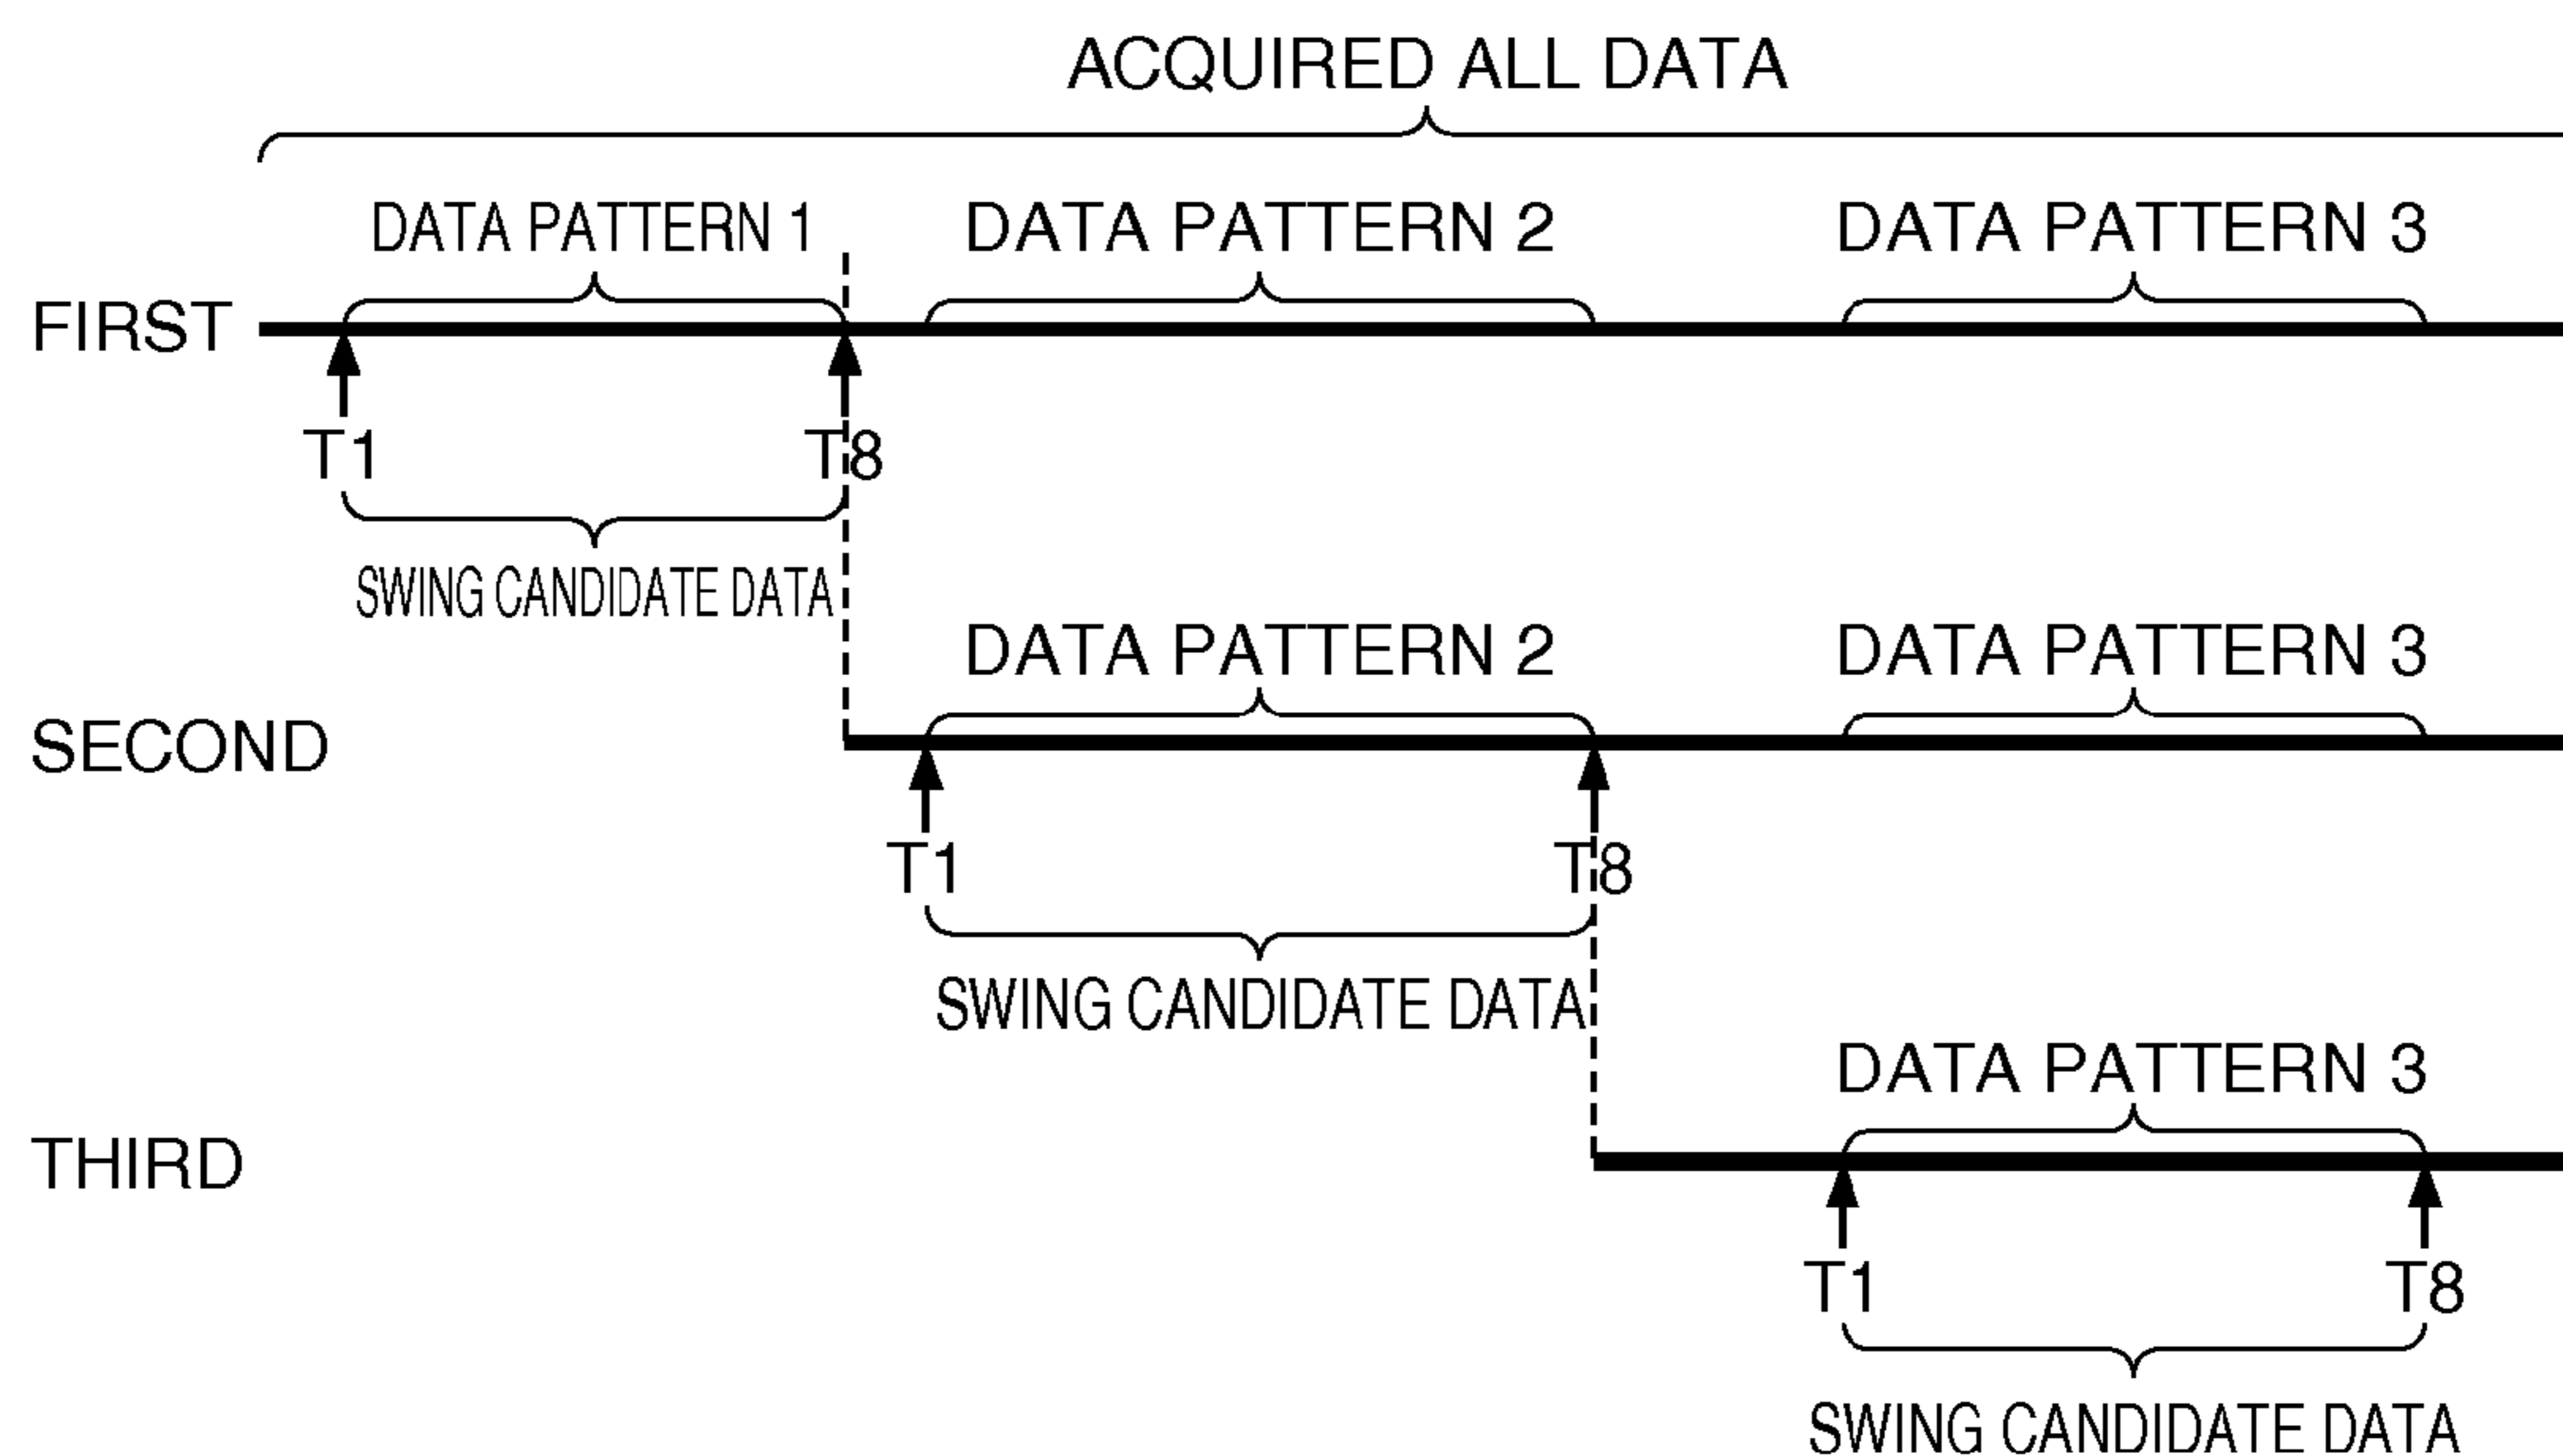 ACQUIRED ALL DATA
DATA PATTERN 1 DATA PATTERN 2 DATA PATTERN 3
FIRST
T1 T8
SWING CANDIDATE DATA
DATA PATTERN 2 DATA PATTERN 3
SECOND
T1 T8
SWING CANDIDATE DATA
DATA PATTERN 3
THIRD
T1 T8
SWING CANDIDATE DATA